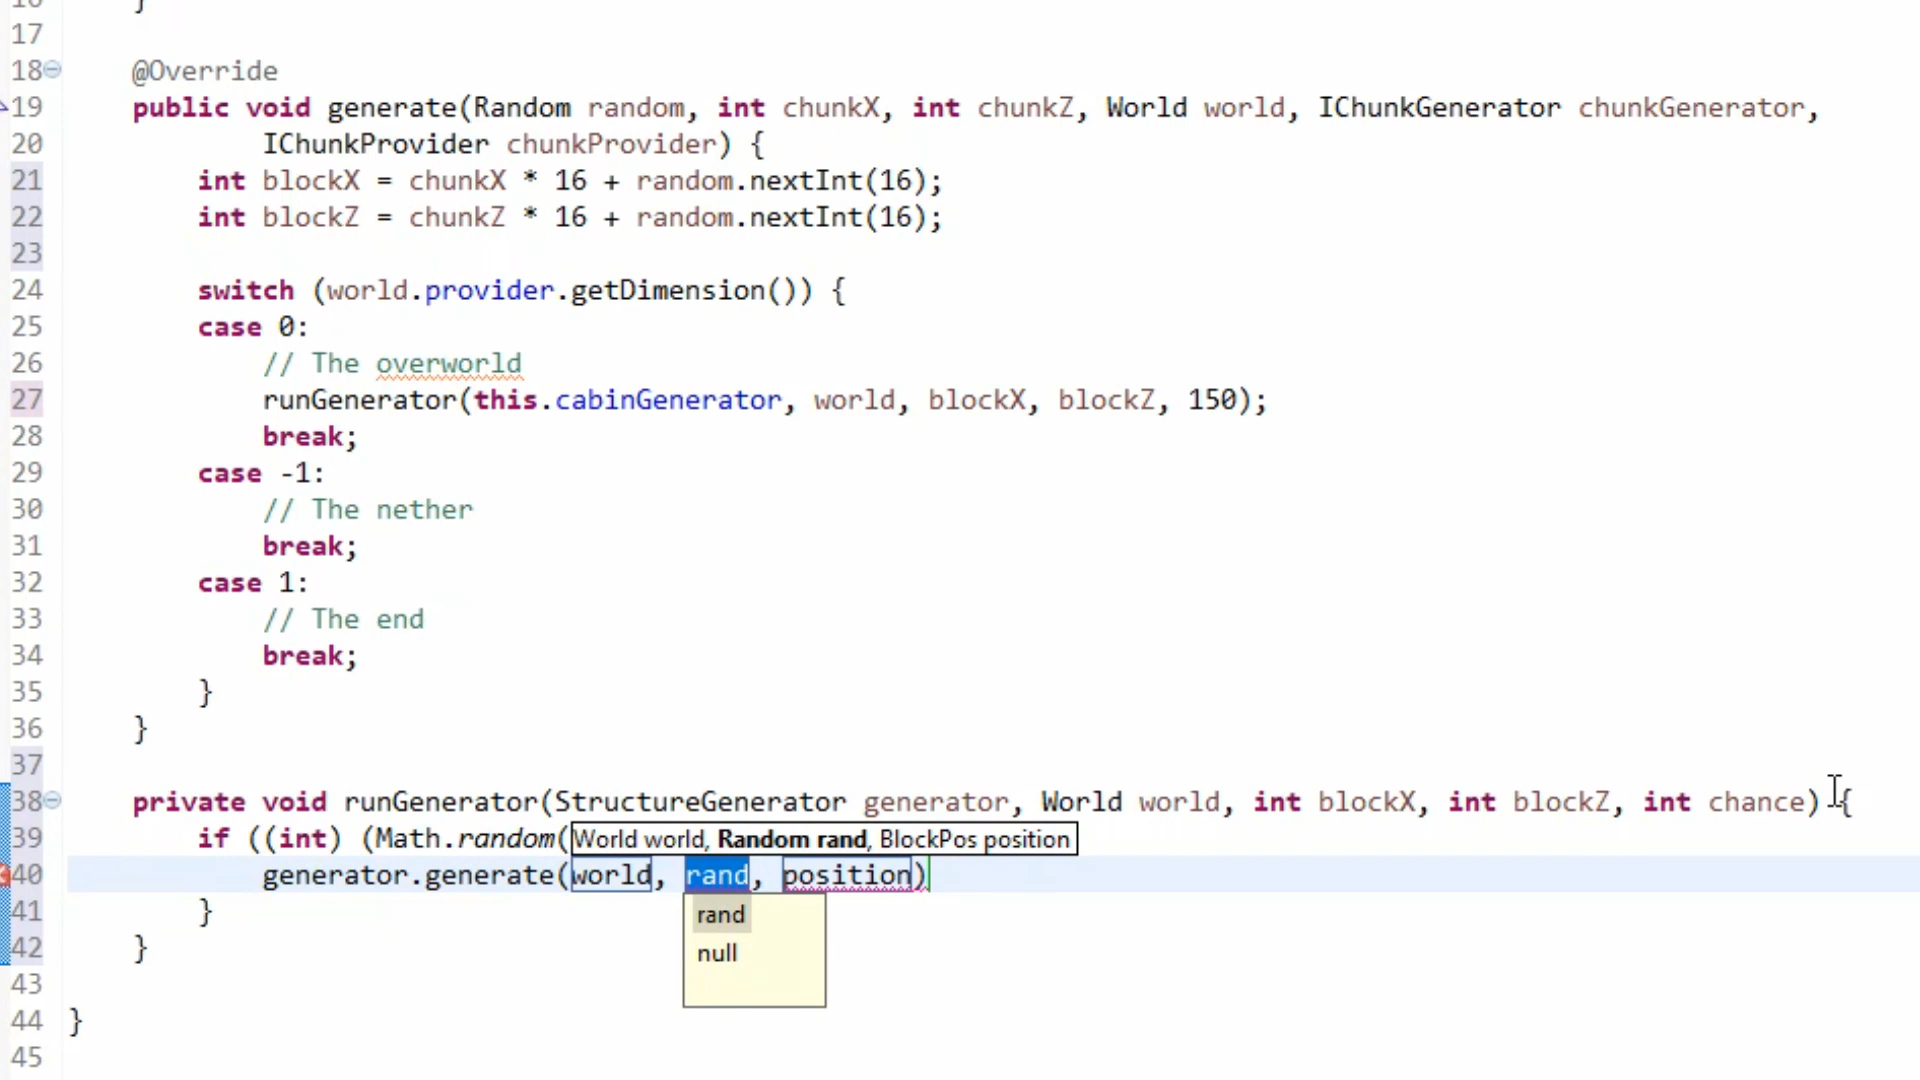 17
18 @Override
19 public void generate(Random random, int chunkX, int chunkZ, World world, IChunkGenerator chunkGenerator,
20 IChunkProvider chunkProvider) {
21 int blockX = chunkX * 16 + random.nextInt(16);
22 int blockZ = chunkZ * 16 + random.nextInt(16);
23
24 switch (world.provider.getDimension()) {
25 case 0:
26 // The overworld
27 runGenerator(this.cabinGenerator, world, blockX, blockZ, 150);
28 break;
29 case -1:
30 // The nether
31 break;
32 case 1:
33 // The end
34 break;
35 }
36 }
37
38 private void runGenerator(StructureGenerator generator, World world, int blockX, int blockZ, int chance) {
39 if ((int) (Math.random( World world, Random rand, BlockPos position
40 generator.generate(world, rand, position)
41 }
rand
42 }
null
43
44 }
45